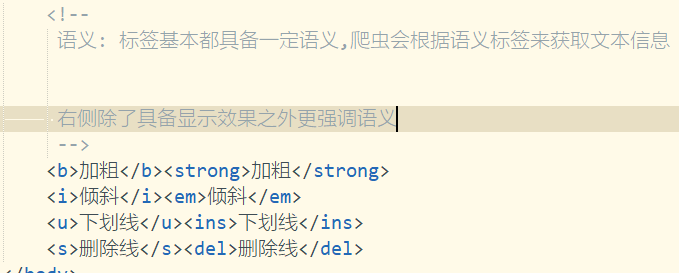 <!--
语义: 标签基本都具备一定语义,爬虫会根据语义标签来获取文本信息
右侧除了具备显示效果之外更强调语义
-->
<b>加粗</b><strong>加粗</strong>
<i>倾斜</i><em>倾斜</em>
<u>下划线</u><ins>下划线</ins>
<s>删除线</s><del>删除线</del>
</body>